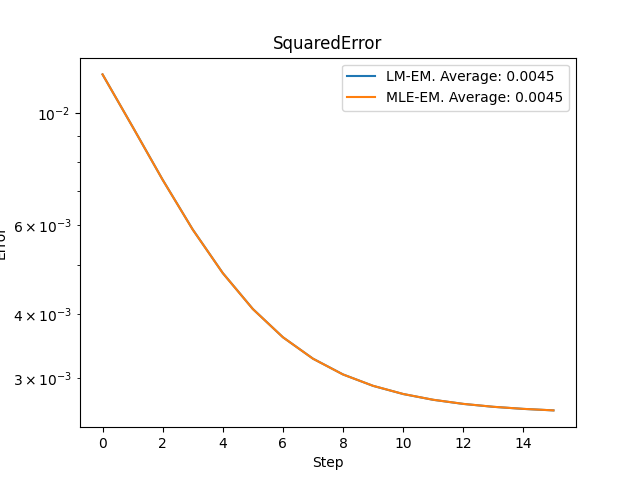 SquaredError
LM-EM. Average: 0.0045
MLE-EM. Average: 0.0045
10⁻²
6 × 10⁻³
4 × 10⁻³
3 × 10⁻³
Error
0 2 4 6 8 10 12 14
Step